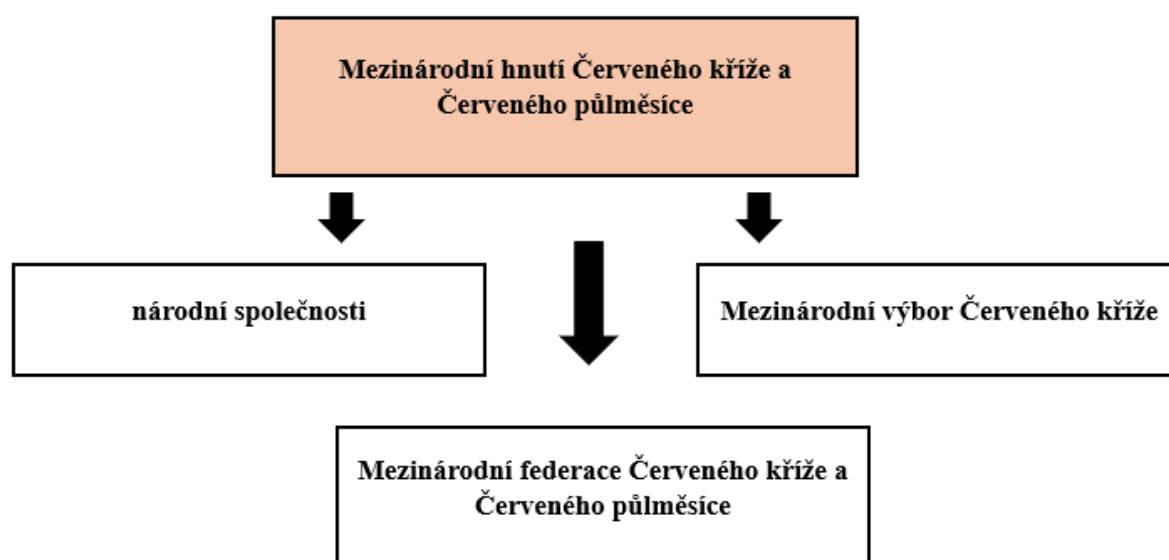 Mezinárodní hnutí Červeného kříže a
Červeného půlměsíce
národní společnosti
Mezinárodní výbor Červeného kříže
Mezinárodní federace Červeného kříže a
Červeného půlměsíce